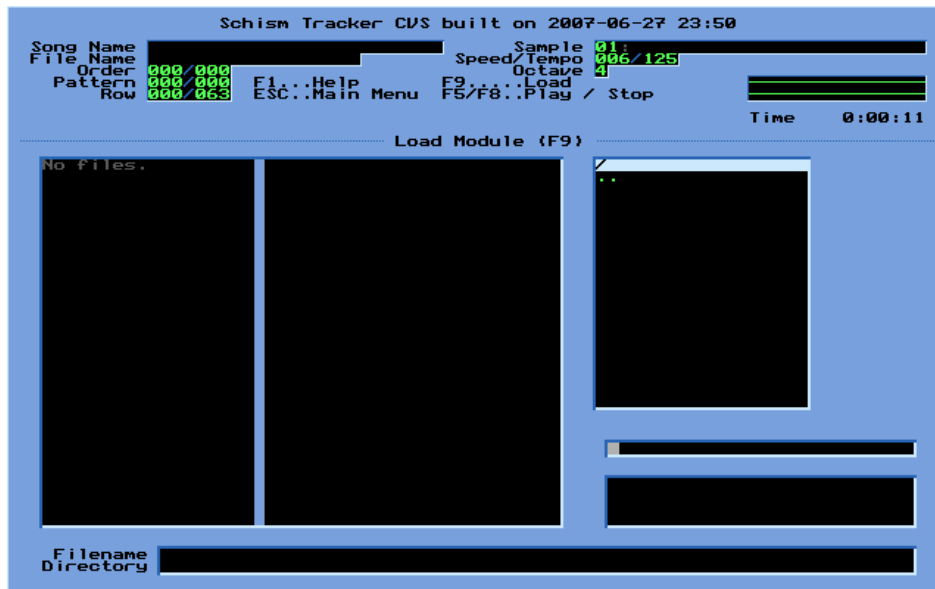 Schism Tracker CVS built on 2007-06-27 23:50
Song Name Sample 01:
File Name Speed/Tempo 006/125
Order 000/000 Octave 4
Pattern 000/000 F1...Help F9.....Load
Row 000/063 ESC..Main Menu F5/F8..Play / Stop
Time 0:00:11
Load Module (F9)
No files. /
..
Filename
Directory